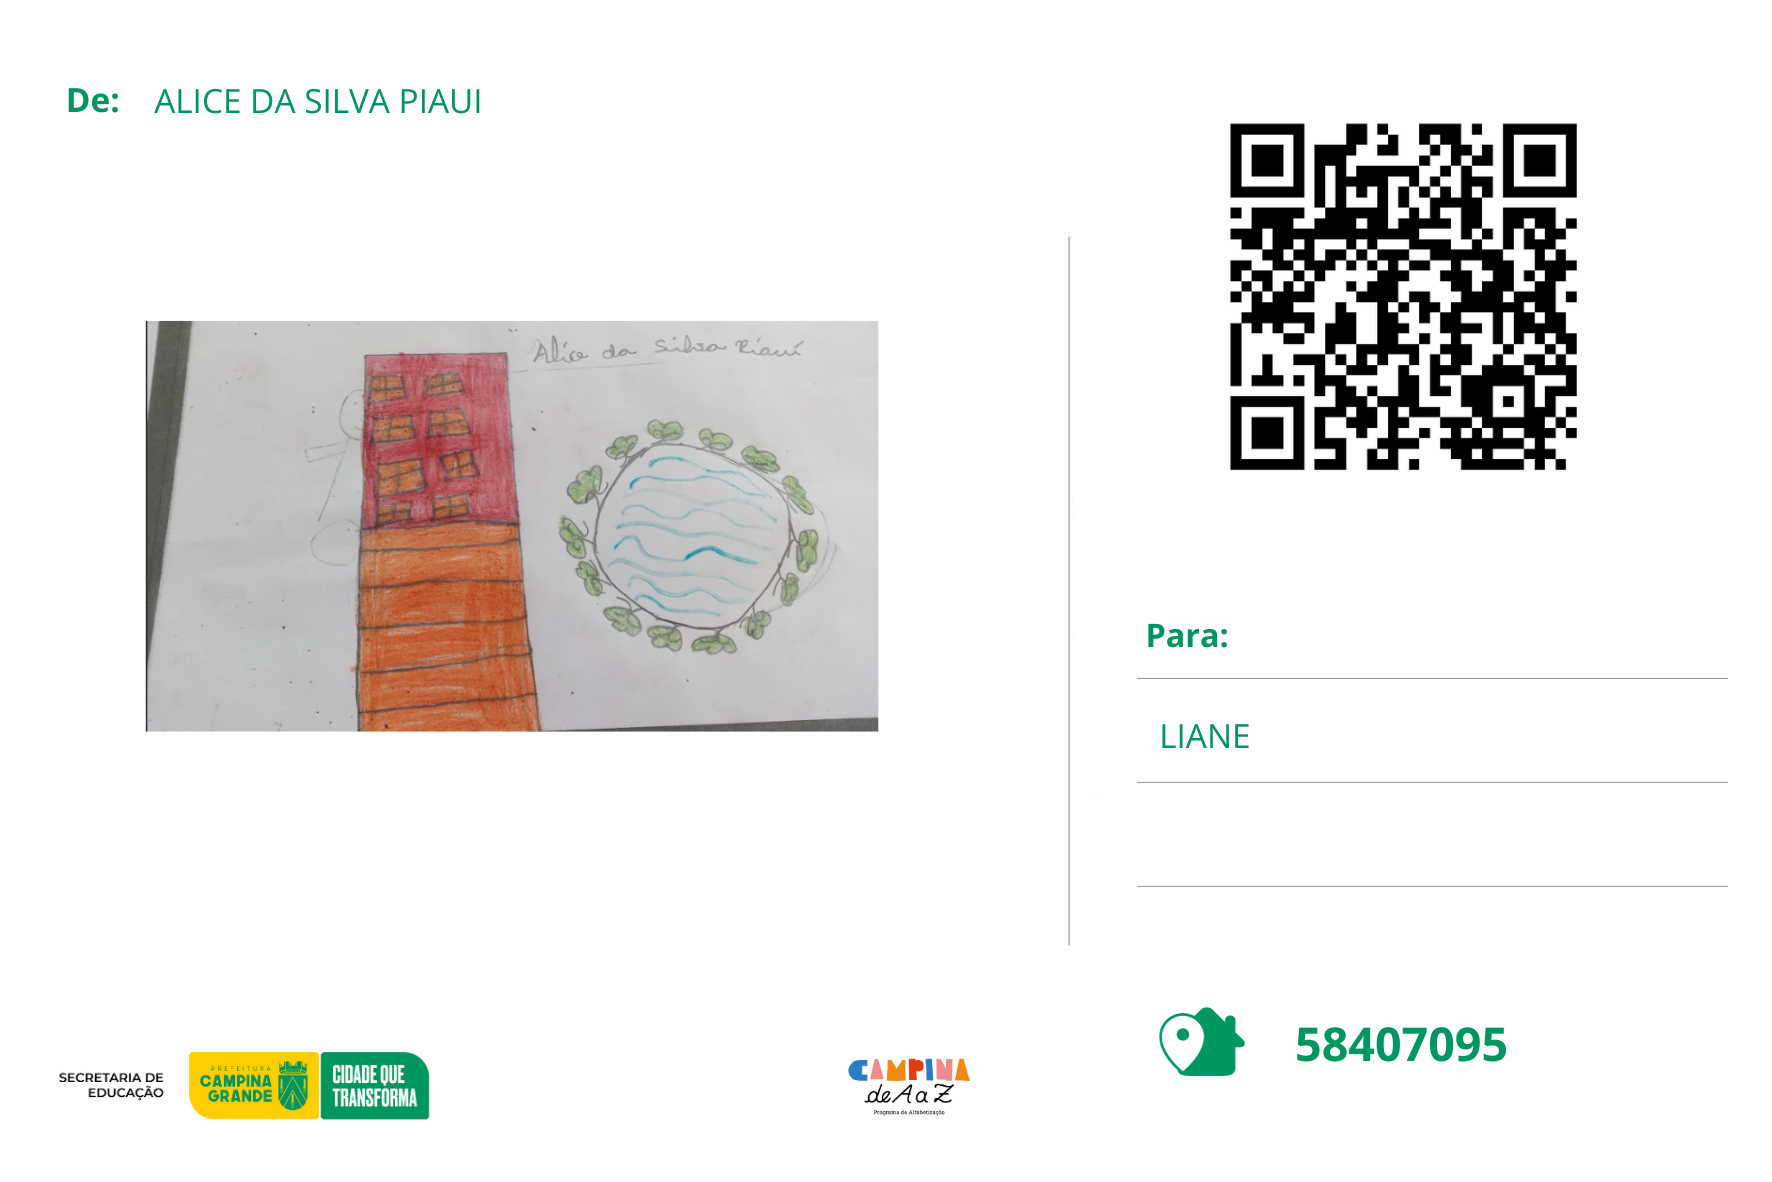 De: ALICE DA SILVA PIAUI
Alice da Silva Piauí
Para:
LIANE
58407095
SECRETARIA DE
EDUCAÇÃO
PREFEITURA
CAMPINA
GRANDE
CIDADE QUE
TRANSFORMA
CAMPINA
de A a Z
Programa de Alfabetização